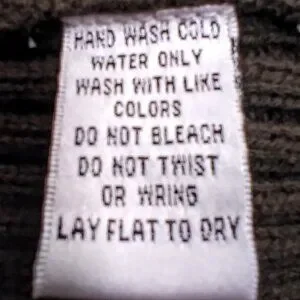 HAND WASH COLD
WATER ONLY
WASH WITH LIKE
COLORS
DO NOT BLEACH
DO NOT TWIST
OR WRING
LAY FLAT TO DRY